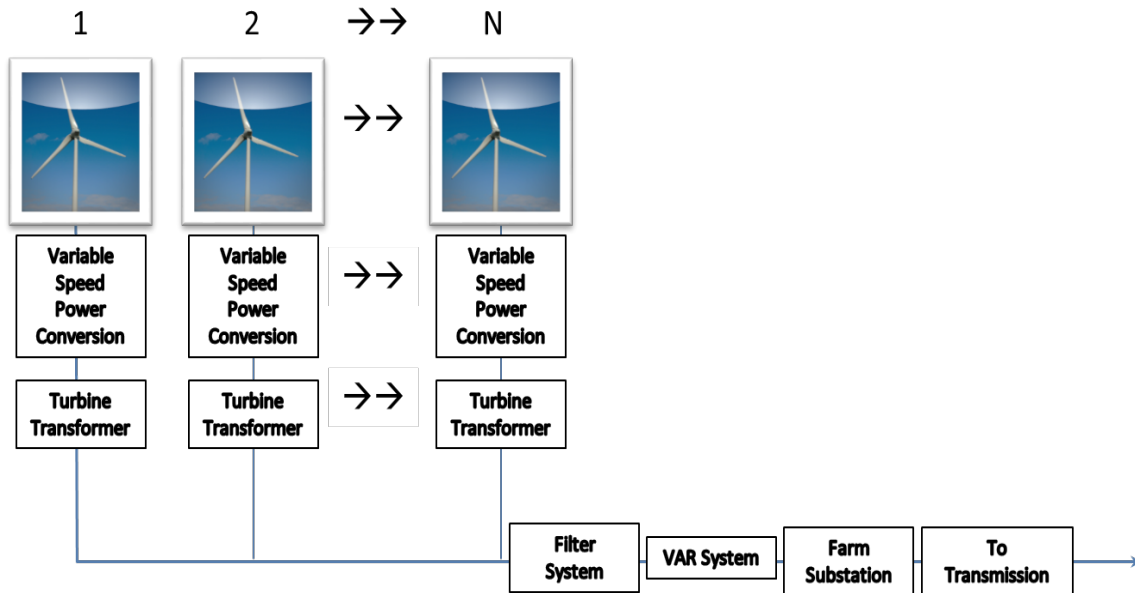 1 2 →→ N
→→
Variable Variable Variable
Speed Speed →→ Speed
Power Power Power
Conversion Conversion Conversion
Turbine Turbine →→ Turbine
Transformer Transformer Transformer
Filter VAR System Farm To
System Substation Transmission